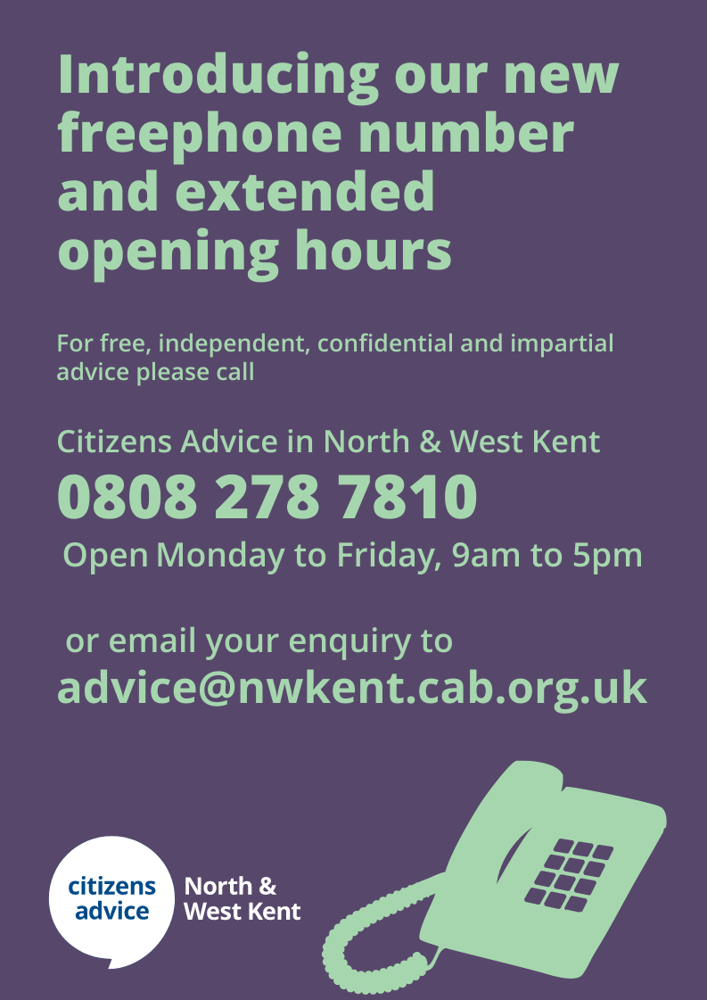 Introducing our new
freephone number
and extended
opening hours
For free, independent, confidential and impartial
advice please call
Citizens Advice in North & West Kent
0808 278 7810
Open Monday to Friday, 9am to 5pm
or email your enquiry to
advice@nwkent.cab.org.uk
citizens
advice
North &
West Kent